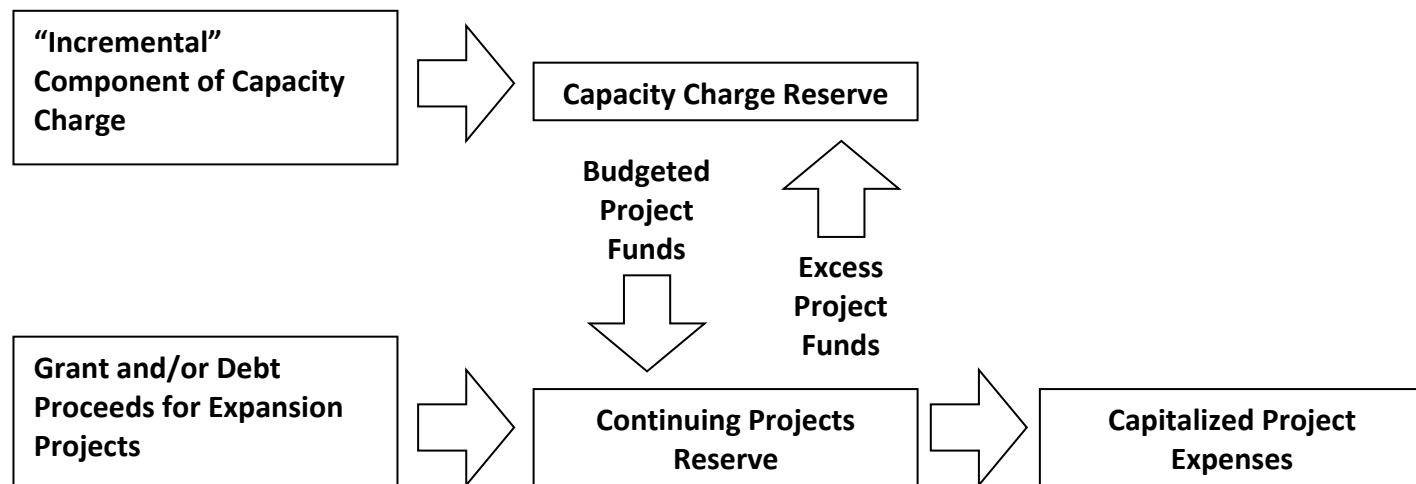 “Incremental”
Component of Capacity
Charge
Capacity Charge Reserve
Budgeted
Project
Funds
Excess
Project
Funds
Grant and/or Debt
Proceeds for Expansion
Projects
Continuing Projects
Reserve
Capitalized Project
Expenses